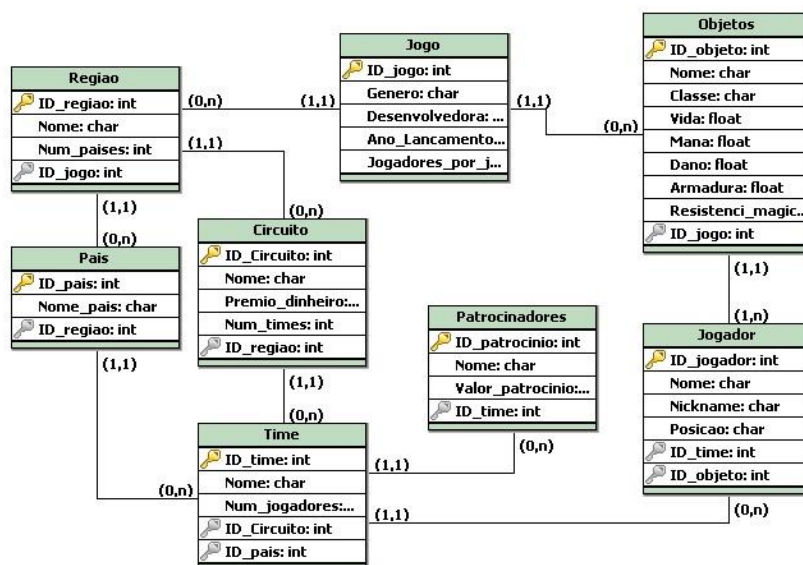 Objetos
ID_objeto: int
Nome: char
Classe: char
Vida: float
Mana: float
Dano: float
Armadura: float
Resistenci_magic...
ID_jogo: int
(1,1)
(0,n)
Jogo
ID_jogo: int
Genero: char
Desenvolvedora: ...
Ano_Lancamento...
Jogadores_por_j...
(1,1)
(1,1)
(0,n)
Regiao
ID_regiao: int
Nome: char
Num_paises: int
ID_jogo: int
(0,n)
(1,1)
(1,1)
(0,n)
Pais
ID_pais: int
Nome_pais: char
ID_regiao: int
(1,1)
(0,n)
Circuito
ID_Circuito: int
Nome: char
Premio_dinheiro:...
Num_times: int
ID_regiao: int
(1,1)
(0,n)
Patrocinadores
ID_patrocinio: int
Nome: char
Valor_patrocinio:...
ID_time: int
(0,n)
(1,n)
Jogador
ID_jogador: int
Nome: char
Nickname: char
Posicao: char
ID_time: int
ID_objeto: int
(0,n)
Time
ID_time: int
Nome: char
Num_jogadores:...
ID_Circuito: int
ID_pais: int
(1,1)
(1,1)
(0,n)